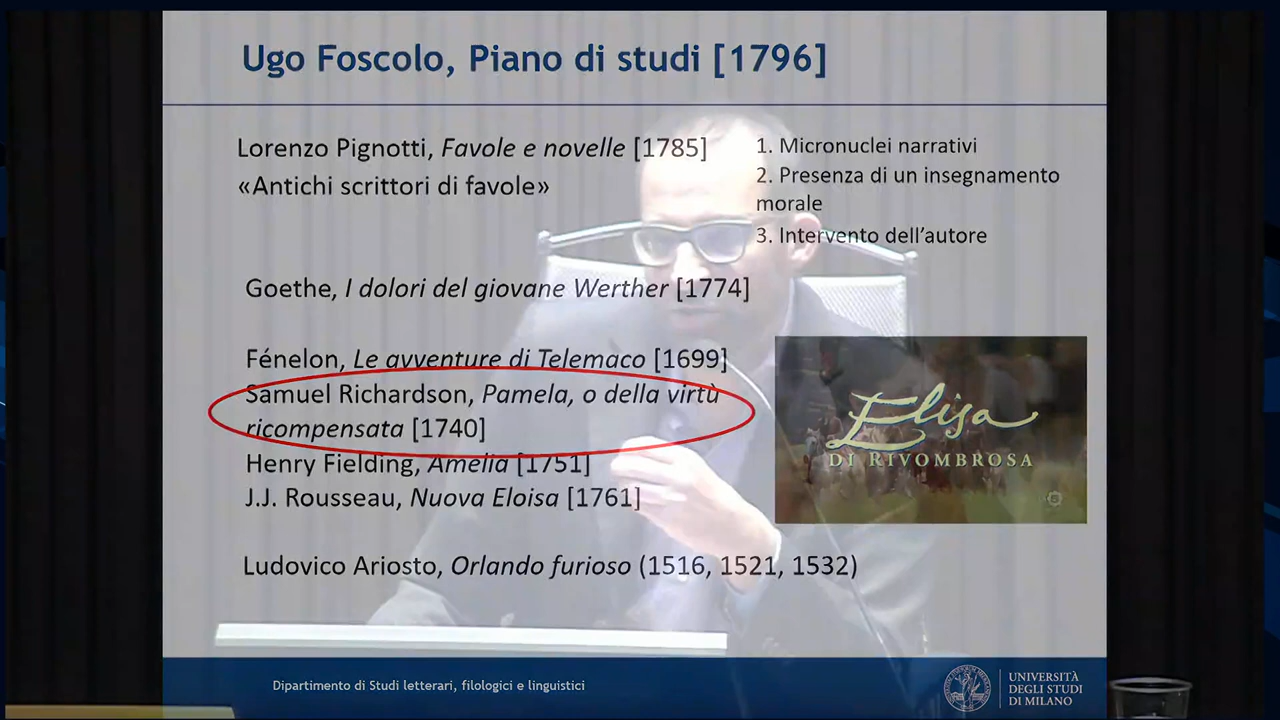 Ugo Foscolo, Piano di studi [1796]
Lorenzo Pignotti, Favole e novelle [1785]
«Antichi scrittori di favole»
1. Micronuclei narrativi
2. Presenza di un insegnamento
morale
3. Intervento dell'autore
Goethe, I dolori del giovane Werther [1774]
Fénelon, Le avventure di Telemaco [1699]
Samuel Richardson, Pamela, o della virtù
ricompensata [1740]
Henry Fielding, Amelia [1751]
J.J. Rousseau, Nuova Eloisa [1761]
Elisa
DI RIVOMBROSA
Ludovico Ariosto, Orlando furioso (1516, 1521, 1532)
Dipartimento di Studi letterari, filologici e linguistici
UNIVERSITÀ
DEGLI STUDI
DI MILANO